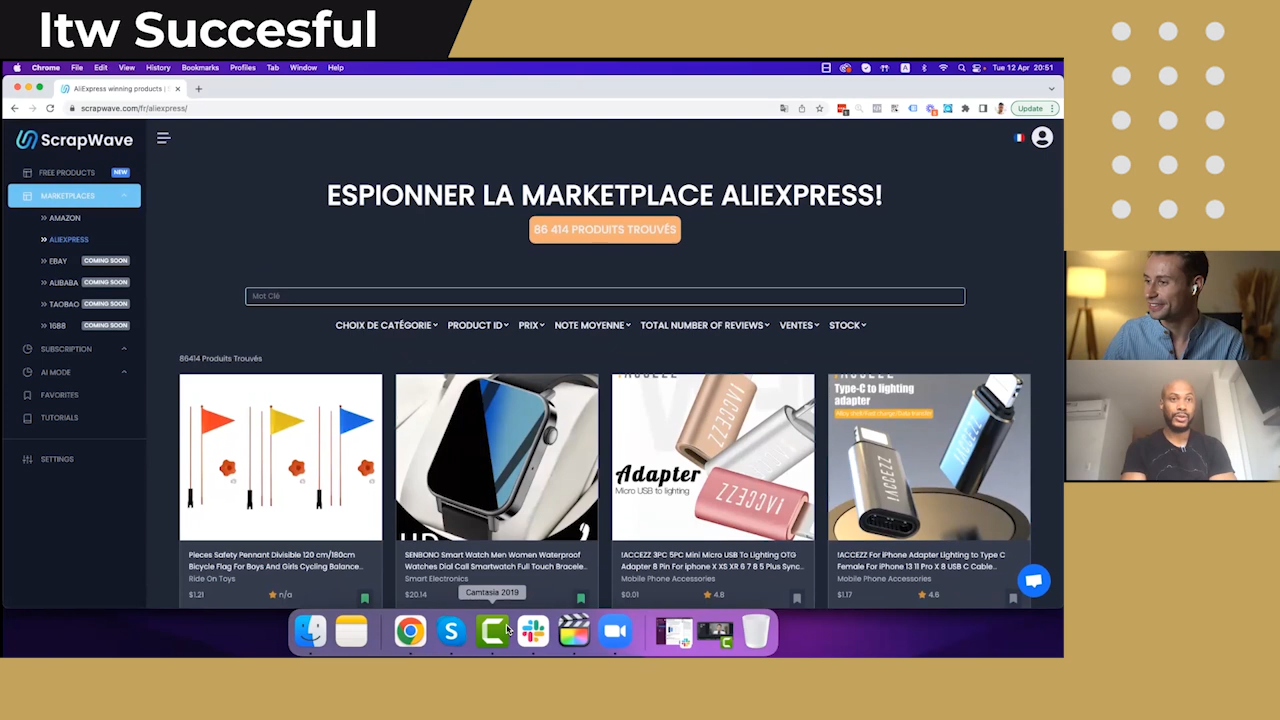 Itw Succesful
Chrome File Edit View History Bookmarks Profiles Tab Window Help
Tue 12 Apr 20:51
AliExpress winning products |
scrapwave.com/fr/aliexpress/
Update
ScrapWave
FREE PRODUCTS NEW
MARKETPLACES
AMAZON
ALIEXPRESS
EBAY COMING SOON
ALIBABA COMING SOON
TAOBAO COMING SOON
1688 COMING SOON
SUBSCRIPTION
AI MODE
FAVORITES
TUTORIALS
SETTINGS
ESPIONNER LA MARKETPLACE ALIEXPRESS!
86 414 PRODUITS TROUVÉS
Mot Clé
CHOIX DE CATÉGORIE PRODUCT ID PRIX NOTE MOYENNE TOTAL NUMBER OF REVIEWS VENTES STOCK
86414 Produits Trouvés
Pieces Safety Pennant Divisible 120 cm/180cm
Bicycle Flag For Boys And Girls Cycling Balance...
Ride On Toys
$1.21 n/a
SENBONO Smart Watch Men Women Waterproof
Watches Dial Call Smartwatch Full Touch Bracele...
Smart Electronics
$20.14
!ACCEZZ
Adapter
Micro USB to lighting
!ACCEZZ
!ACCEZZ 3PC 5PC Mini Micro USB To Lighting OTG
Adapter 8 Pin For iphone X XS XR 6 7 8 5 Plus Sync...
Mobile Phone Accessories
$0.01 4.8
Type-C to lighting
adapter
!ACCEZZ
!ACCEZZ For iPhone Adapter Lighting to Type C
Female For iPhone 13 11 Pro X 8 USB C Cable...
Mobile Phone Accessories
$1.17 4.6
Camtasia 2019